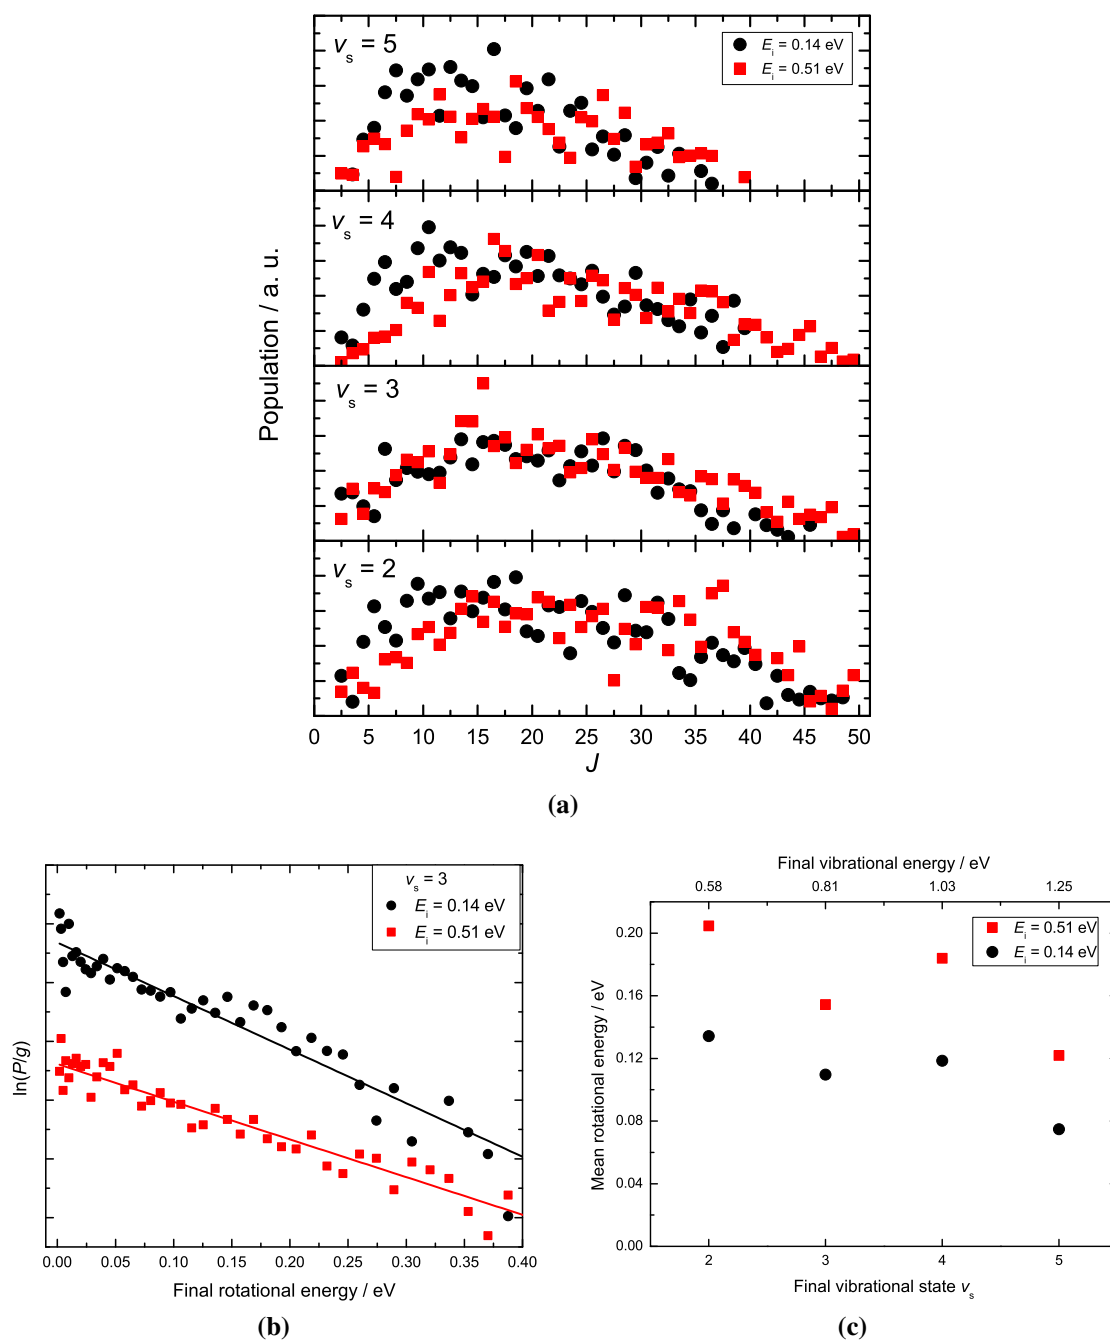 v_s = 5
E_i = 0.14 eV
E_i = 0.51 eV
v_s = 4
v_s = 3
v_s = 2
Population / a. u.
0 5 10 15 20 25 30 35 40 45 50
J
(a)
v_s = 3
E_i = 0.14 eV
E_i = 0.51 eV
ln(P/g)
0.00 0.05 0.10 0.15 0.20 0.25 0.30 0.35 0.40
Final rotational energy / eV
(b)
Final vibrational energy / eV
0.58 0.81 1.03 1.25
E_i = 0.51 eV
E_i = 0.14 eV
0.20
0.16
0.12
0.08
0.04
0.00
Mean rotational energy / eV
2 3 4 5
Final vibrational state v_s
(c)